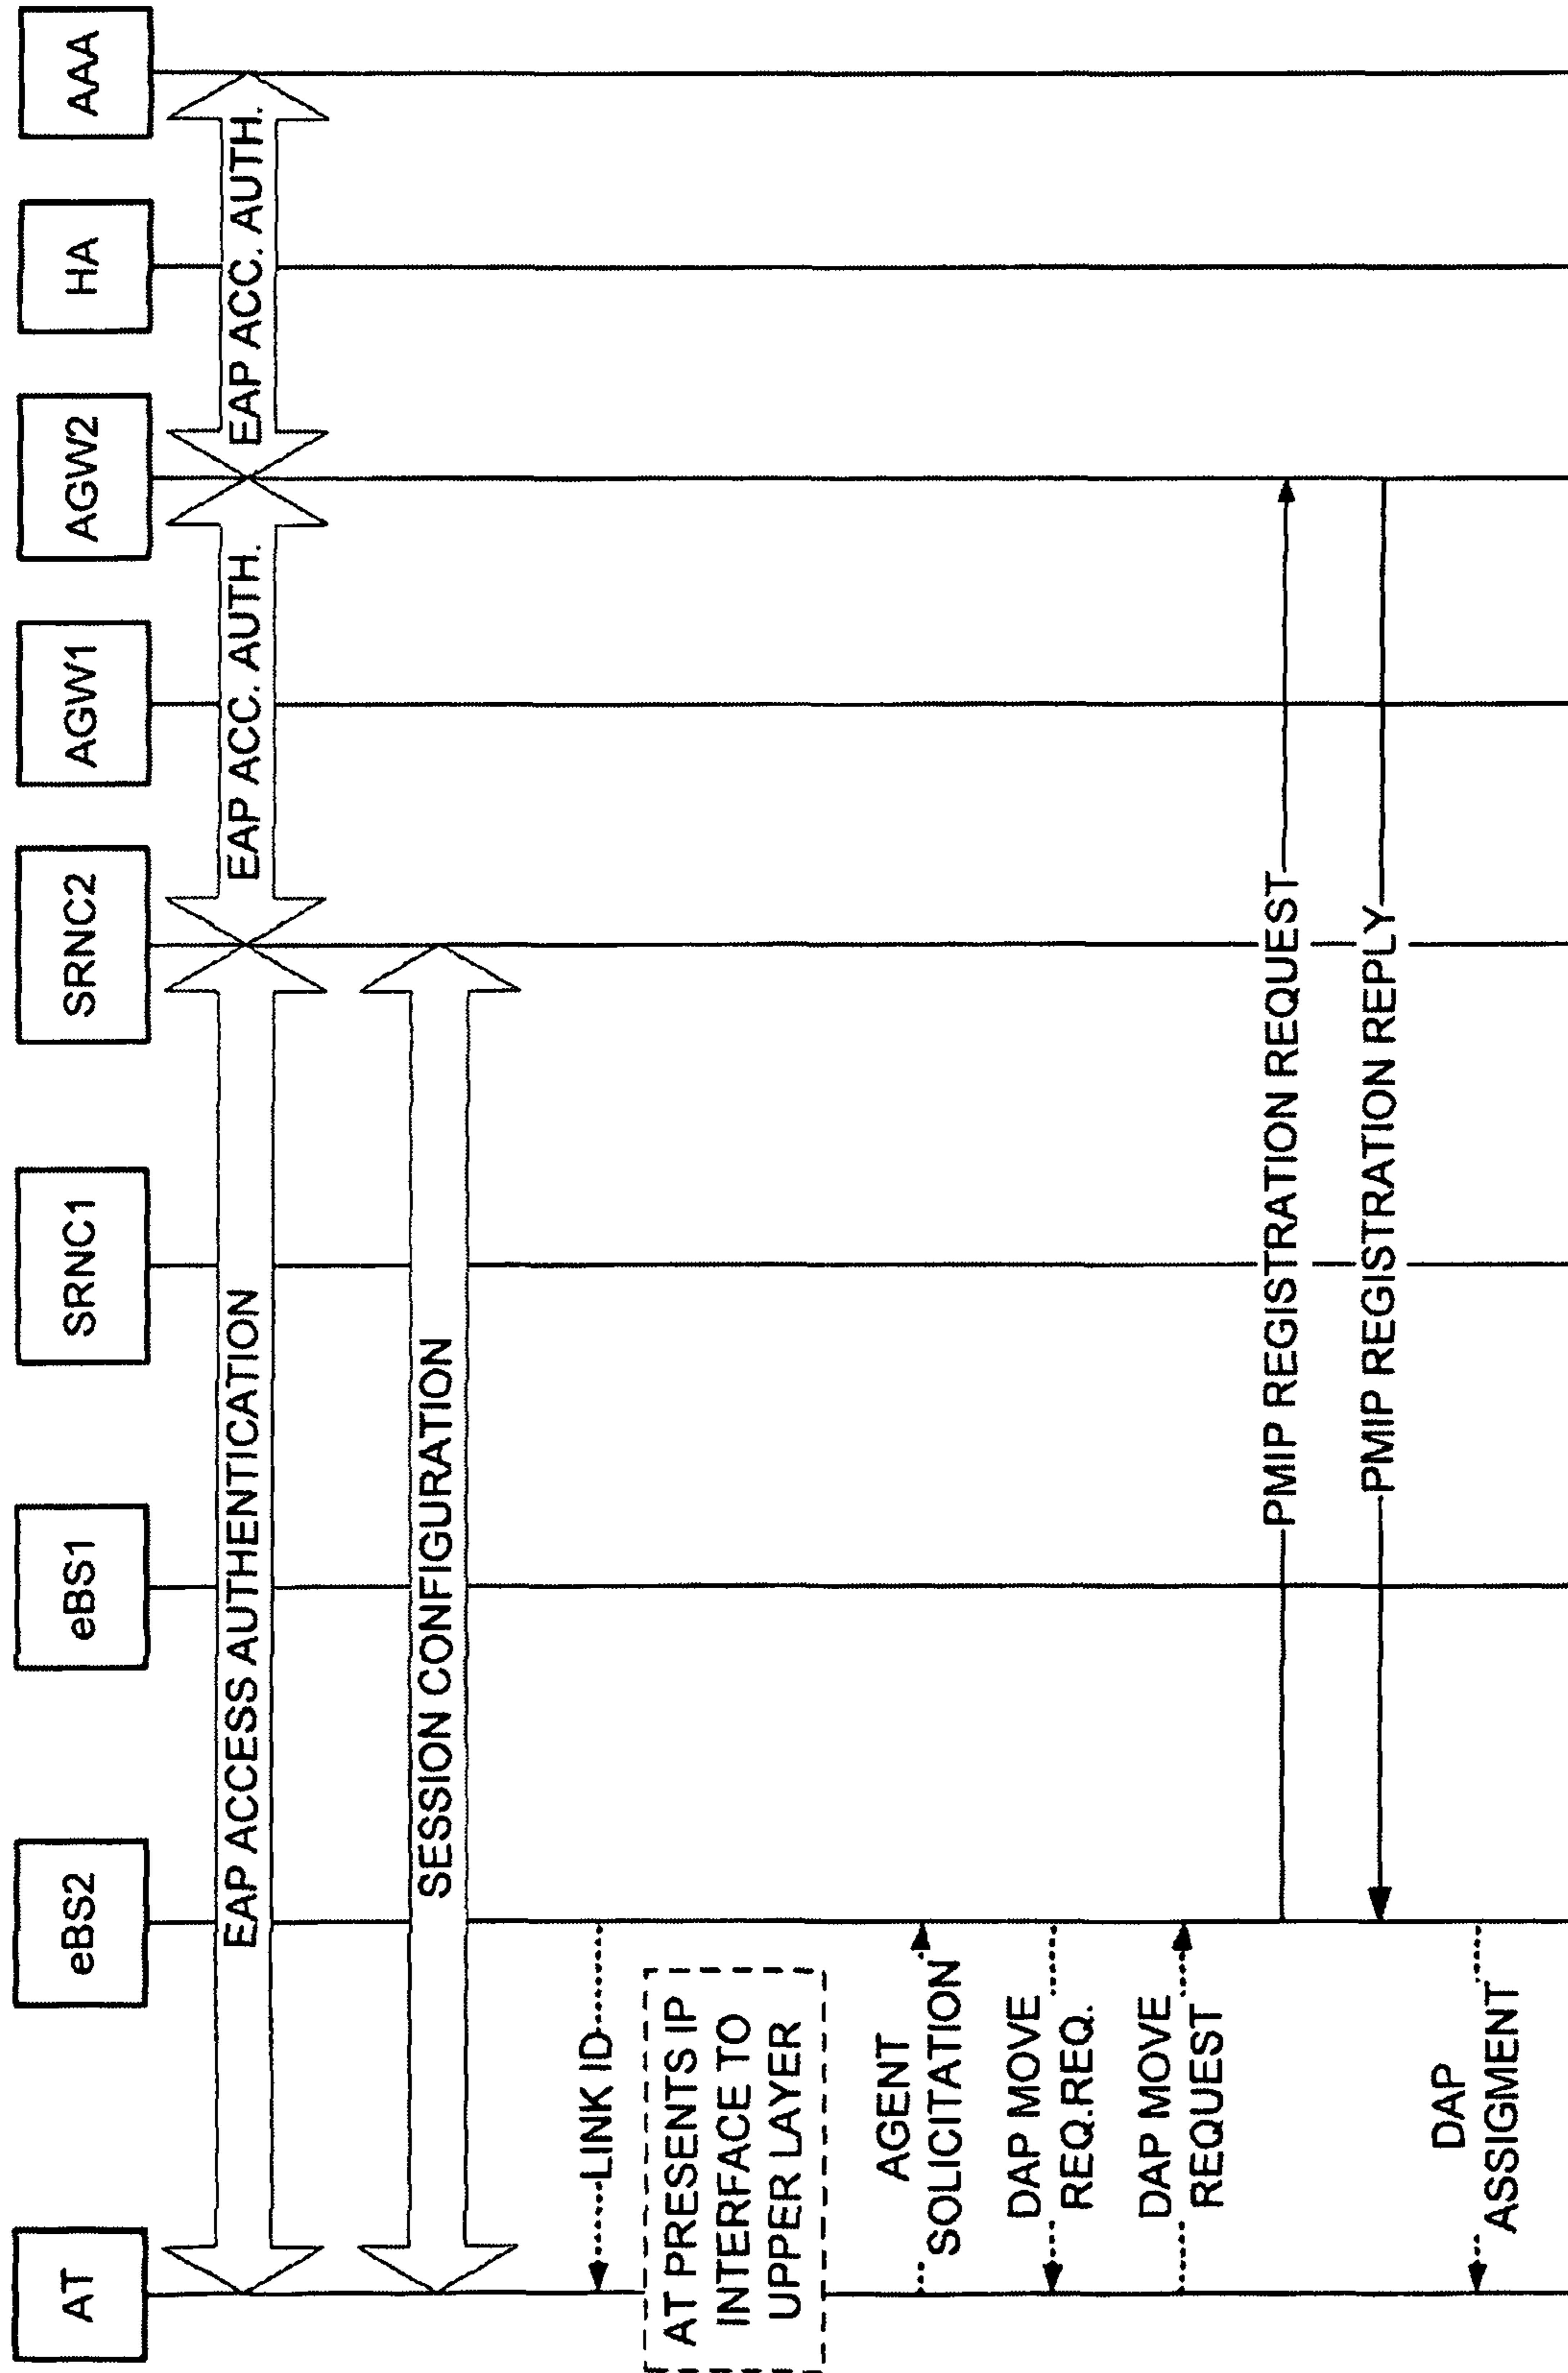 AT
eBS2
eBS1
SRNC1
SRNC2
AGW1
AGW2
HA
AAA
EAP ACCESS AUTHENTICATION
EAP ACC. AUTH.
EAP ACC. AUTH.
SESSION CONFIGURATION
LINK ID
AT PRESENTS IP
INTERFACE TO
UPPER LAYER
AGENT
SOLICITATION
DAP MOVE
REQ.REQ.
DAP MOVE
REQUEST
PMIP REGISTRATION REQUEST
PMIP REGISTRATION REPLY
DAP
ASSIGMENT